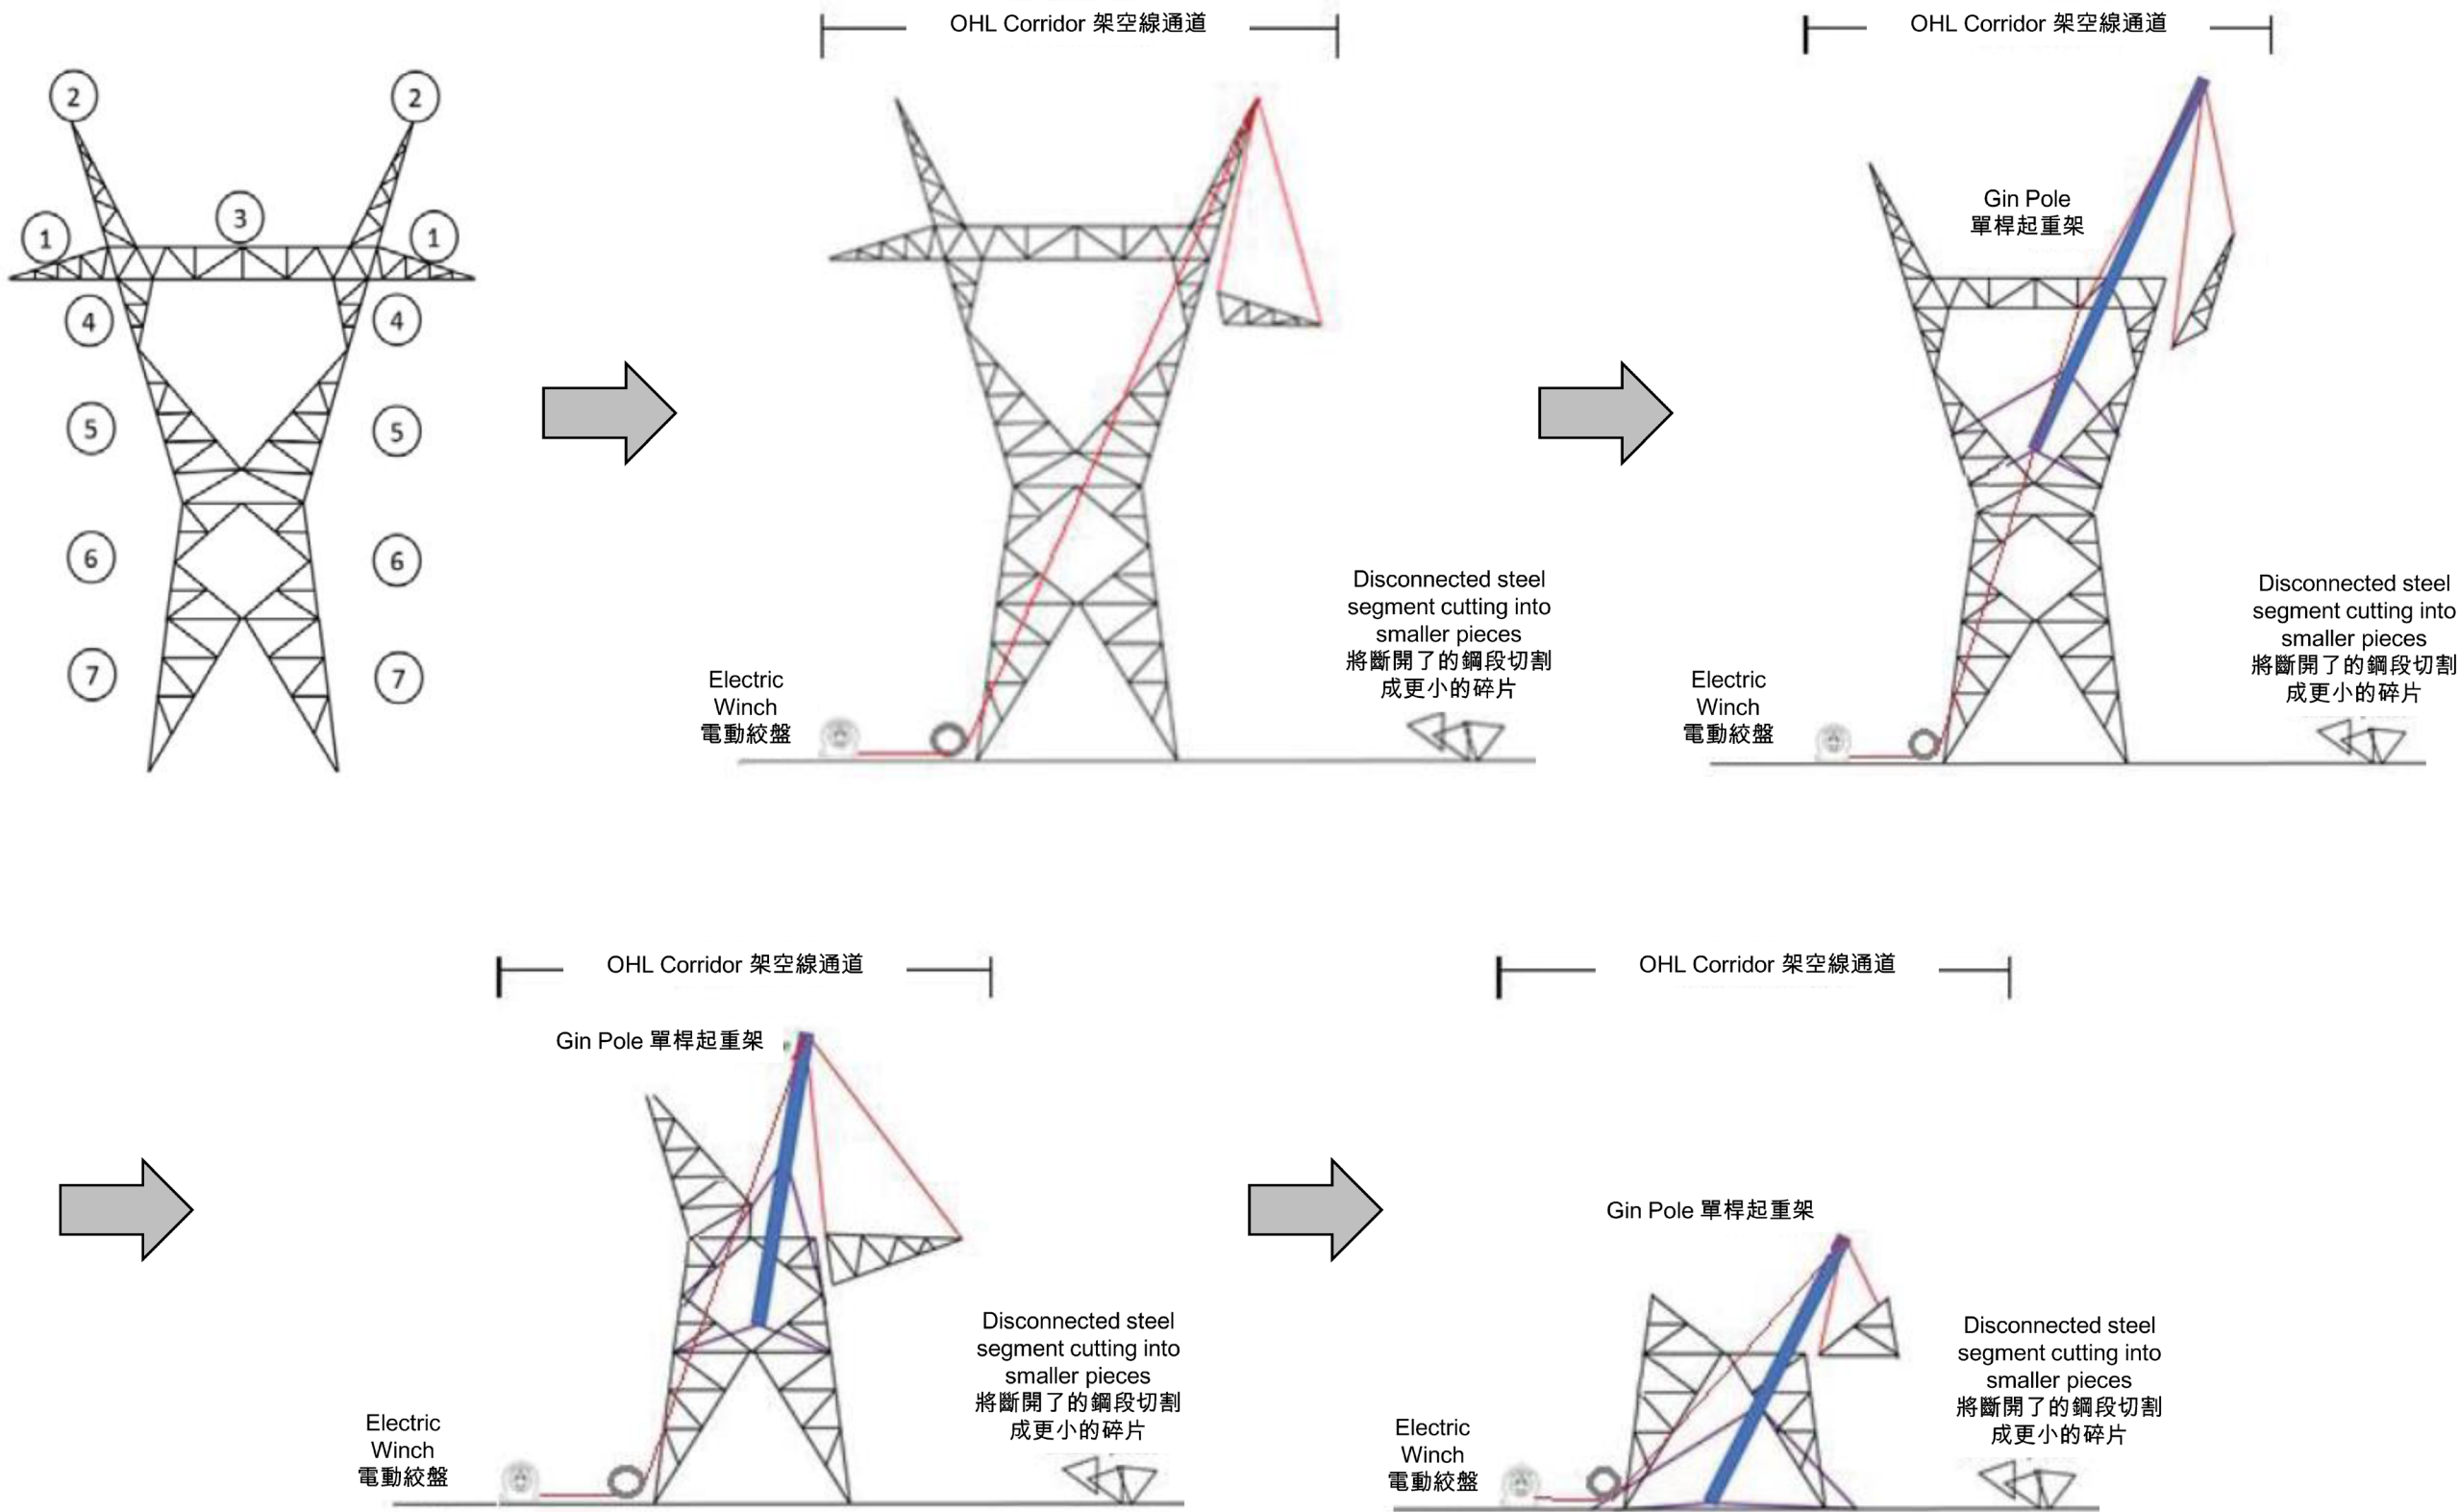 OHL Corridor 架空線通道
OHL Corridor 架空線通道
2
2
1
3
1
4
4
5
5
6
6
7
7
Electric
Winch
電動絞盤
Disconnected steel
segment cutting into
smaller pieces
將斷開了的鋼段切割
成更小的碎片
Gin Pole
單桿起重架
Electric
Winch
電動絞盤
Disconnected steel
segment cutting into
smaller pieces
將斷開了的鋼段切割
成更小的碎片
OHL Corridor 架空線通道
Gin Pole 單桿起重架
Electric
Winch
電動絞盤
Disconnected steel
segment cutting into
smaller pieces
將斷開了的鋼段切割
成更小的碎片
OHL Corridor 架空線通道
Gin Pole 單桿起重架
Electric
Winch
電動絞盤
Disconnected steel
segment cutting into
smaller pieces
將斷開了的鋼段切割
成更小的碎片